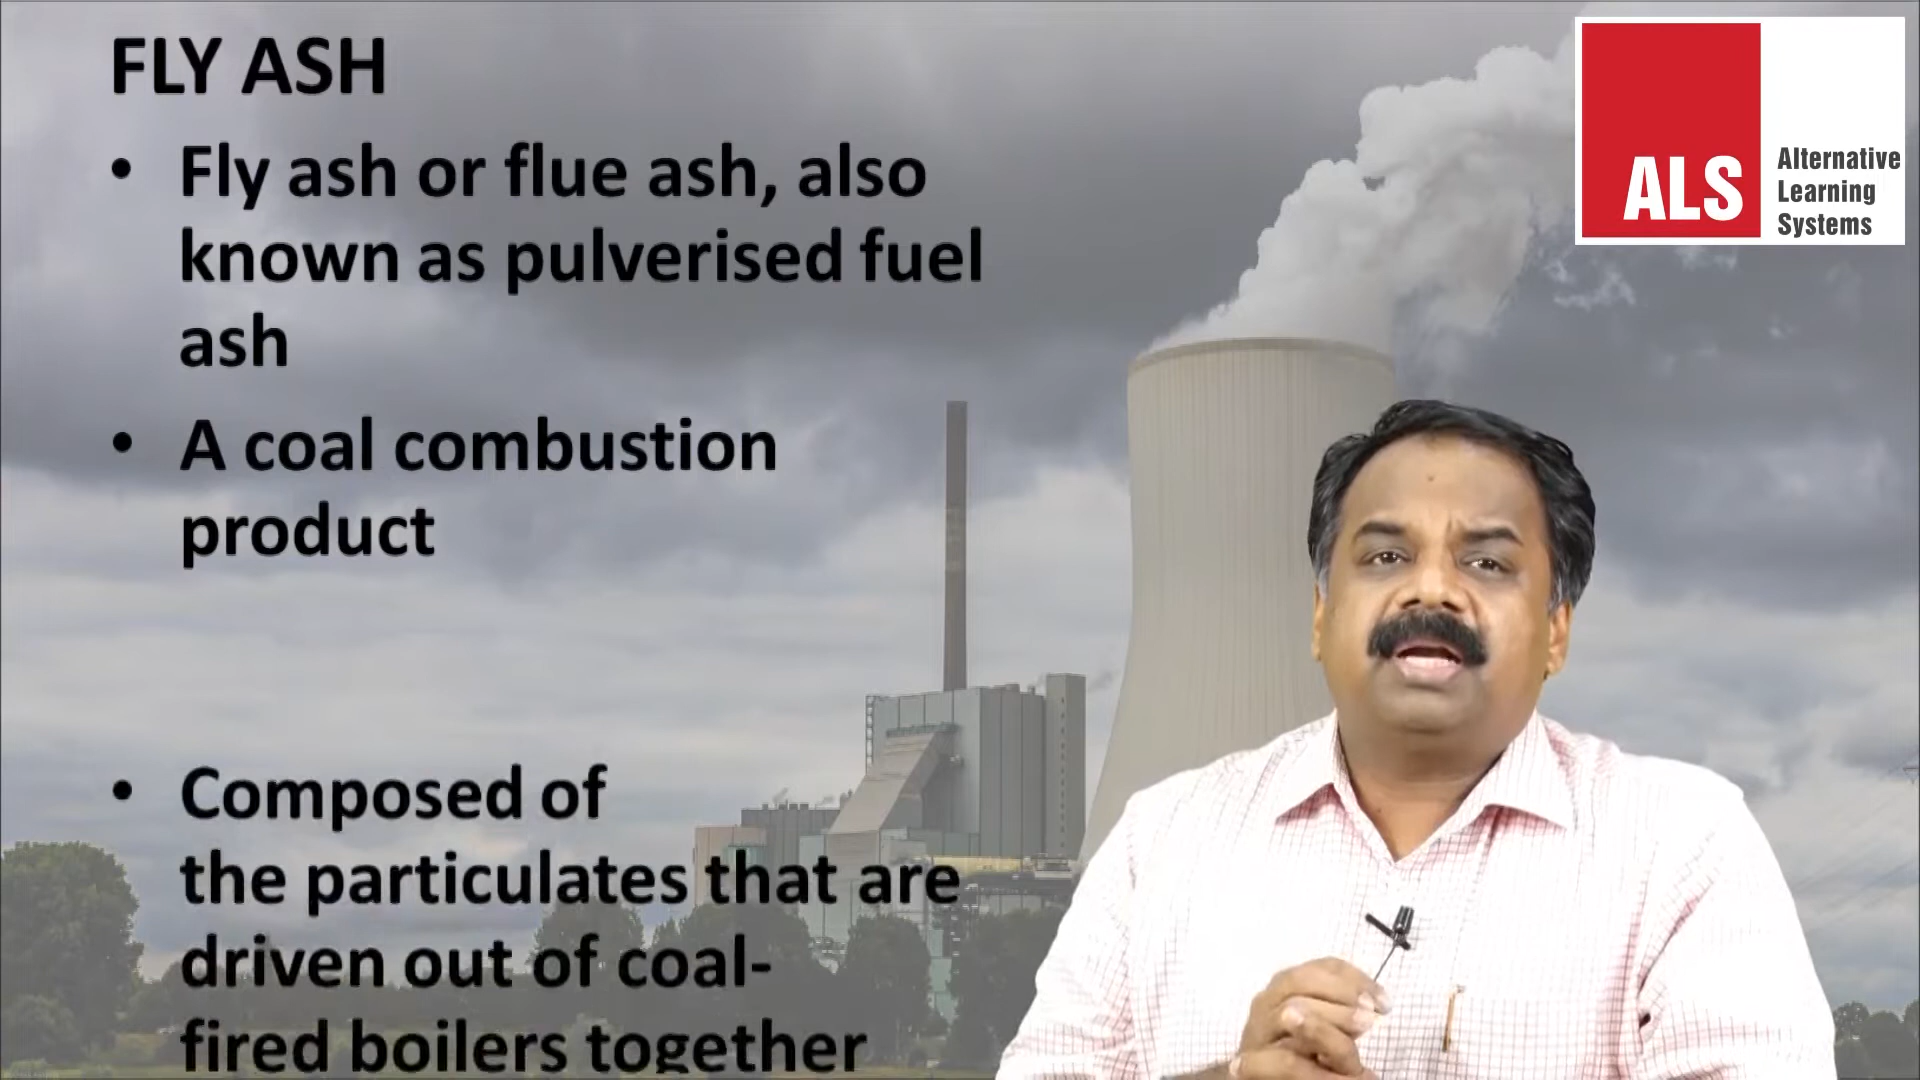 FLY ASH
• Fly ash or flue ash, also
known as pulverised fuel
ash
• A coal combustion
product
• Composed of
the particulates that are
driven out of coal-
fired boilers together
ALS
Alternative
Learning
Systems